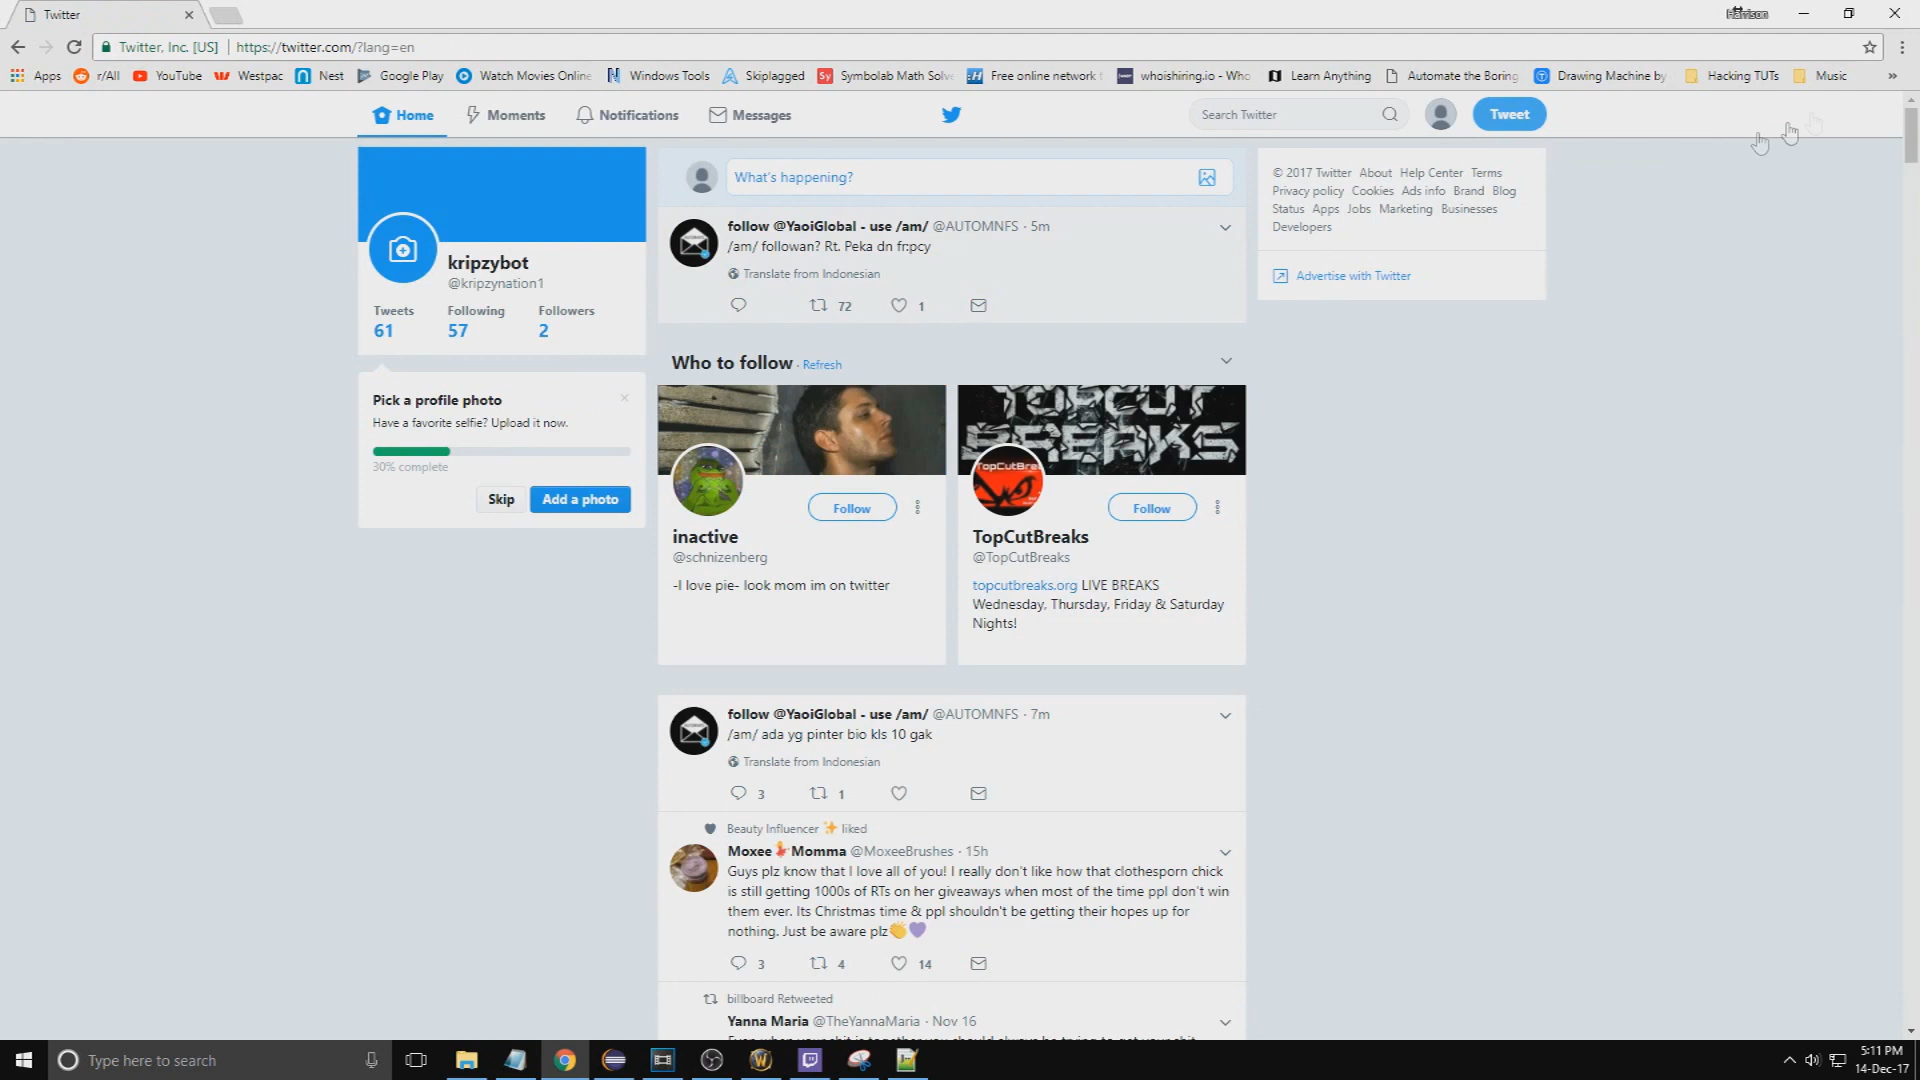 Twitter
Harrison
Twitter, Inc. [US] https://twitter.com/?lang=en
Apps r/All YouTube Westpac Nest Google Play Watch Movies Online Windows Tools Skiplagged Symbolab Math Solv Free online network t whoishiring.io - Who Learn Anything Automate the Boring Drawing Machine by Hacking TUTs Music »
Home Moments Notifications Messages Search Twitter Tweet
What's happening?
kripzybot
@kripzynation1
Tweets Following Followers
61 57 2
Pick a profile photo
Have a favorite selfie? Upload it now.
30% complete
Skip Add a photo
follow @YaoiGlobal - use /am/ @AUTOMNFS · 5m
/am/ followan? Rt. Peka dn fr:pcy
Translate from Indonesian
72 1
Who to follow · Refresh
TOPCUT
BREAKS
TopCutBrea
Follow
inactive
@schnizenberg
-I love pie- look mom im on twitter
Follow
TopCutBreaks
@TopCutBreaks
topcutbreaks.org LIVE BREAKS
Wednesday, Thursday, Friday & Saturday
Nights!
follow @YaoiGlobal - use /am/ @AUTOMNFS · 7m
/am/ ada yg pinter bio kls 10 gak
Translate from Indonesian
3 1
Beauty Influencer ✨ liked
Moxee💃Momma @MoxeeBrushes · 15h
Guys plz know that I love all of you! I really don't like how that clothesporn chick
is still getting 1000s of RTs on her giveaways when most of the time ppl don't win
them ever. Its Christmas time & ppl shouldn't be getting their hopes up for
nothing. Just be aware plz👏💜
3 4 14
billboard Retweeted
Yanna Maria @TheYannaMaria · Nov 16
© 2017 Twitter About Help Center Terms
Privacy policy Cookies Ads info Brand Blog
Status Apps Jobs Marketing Businesses
Developers
Advertise with Twitter
Type here to search
5:11 PM
14-Dec-17